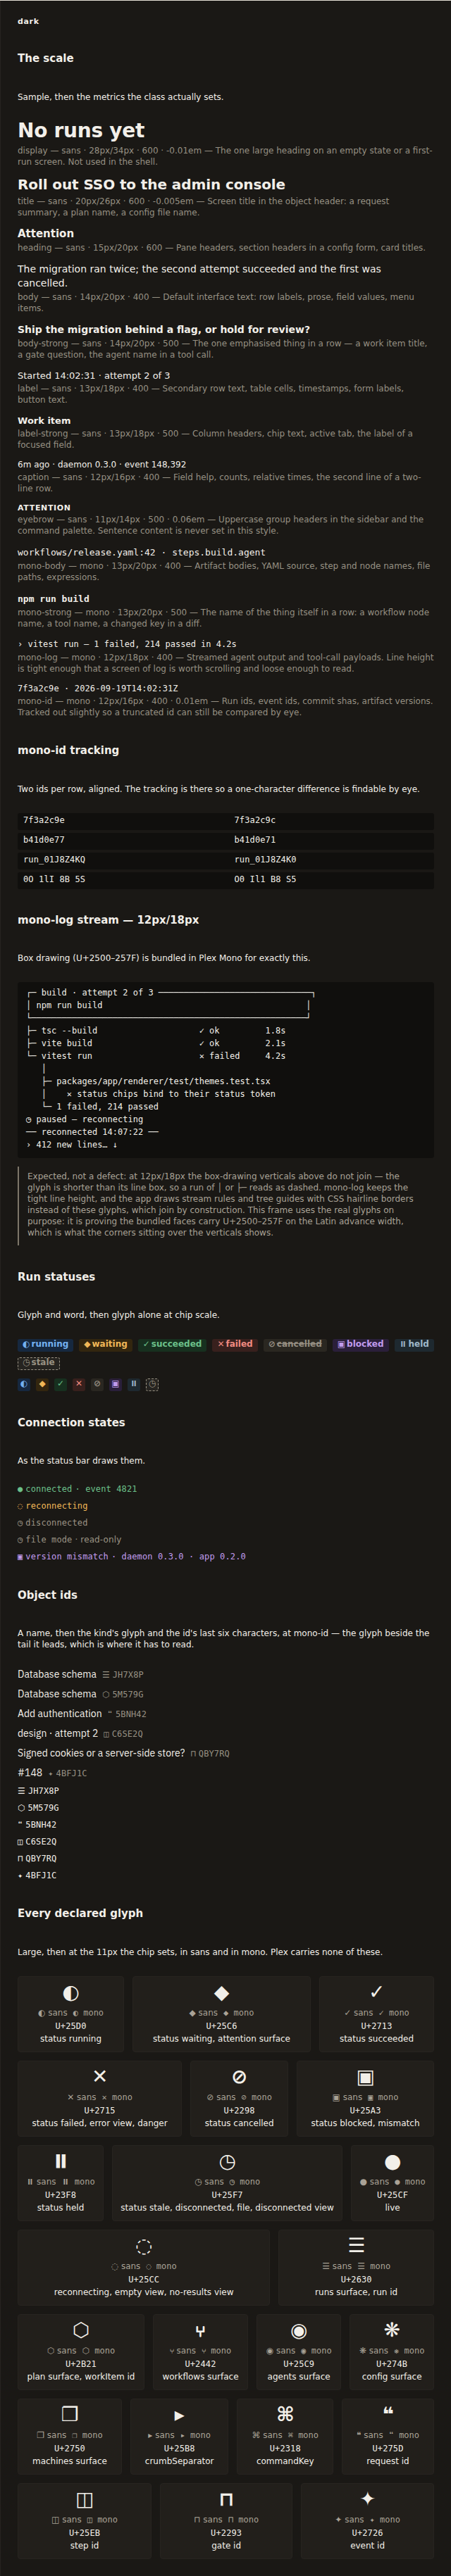 dark
The scale
Sample, then the metrics the class actually sets.
No runs yet
display — sans · 28px/34px · 600 · -0.01em — The one large heading on an empty state or a first-
run screen. Not used in the shell.
Roll out SSO to the admin console
title — sans · 20px/26px · 600 · -0.005em — Screen title in the object header: a request
summary, a plan name, a config file name.
Attention
heading — sans · 15px/20px · 600 — Pane headers, section headers in a config form, card titles.
The migration ran twice; the second attempt succeeded and the first was
cancelled.
body — sans · 14px/20px · 400 — Default interface text: row labels, prose, field values, menu
items.
Ship the migration behind a flag, or hold for review?
body-strong — sans · 14px/20px · 500 — The one emphasised thing in a row — a work item title,
a gate question, the agent name in a tool call.
Started 14:02:31 · attempt 2 of 3
label — sans · 13px/18px · 400 — Secondary row text, table cells, timestamps, form labels,
button text.
Work item
label-strong — sans · 13px/18px · 500 — Column headers, chip text, active tab, the label of a
focused field.
6m ago · daemon 0.3.0 · event 148,392
caption — sans · 12px/16px · 400 — Field help, counts, relative times, the second line of a two-
line row.
ATTENTION
eyebrow — sans · 11px/14px · 500 · 0.06em — Uppercase group headers in the sidebar and the
command palette. Sentence content is never set in this style.
workflows/release.yaml:42 · steps.build.agent
mono-body — mono · 13px/20px · 400 — Artifact bodies, YAML source, step and node names, file
paths, expressions.
npm run build
mono-strong — mono · 13px/20px · 500 — The name of the thing itself in a row: a workflow node
name, a tool name, a changed key in a diff.
› vitest run — 1 failed, 214 passed in 4.2s
mono-log — mono · 12px/18px · 400 — Streamed agent output and tool-call payloads. Line height
is tight enough that a screen of log is worth scrolling and loose enough to read.
7f3a2c9e · 2026-09-19T14:02:31Z
mono-id — mono · 12px/16px · 400 · 0.01em — Run ids, event ids, commit shas, artifact versions.
Tracked out slightly so a truncated id can still be compared by eye.
mono-id tracking
Two ids per row, aligned. The tracking is there so a one-character difference is findable by eye.
7f3a2c9e 7f3a2c9c
b41d0e77 b41d0e71
run_01J8Z4KQ run_01J8Z4K0
0O 1lI 8B 5S O0 Il1 B8 S5
mono-log stream — 12px/18px
Box drawing (U+2500–257F) is bundled in Plex Mono for exactly this.
┌─ build · attempt 2 of 3 ──────────────────────────────┐
│ npm run build │
└───────────────────────────────────────────────────────┘
├─ tsc --build ✓ ok 1.8s
├─ vite build ✓ ok 2.1s
└─ vitest run ✕ failed 4.2s
│
├─ packages/app/renderer/test/themes.test.tsx
│ ✕ status chips bind to their status token
└─ 1 failed, 214 passed
◷ paused — reconnecting
── reconnected 14:07:22 ──
› 412 new lines… ↓
Expected, not a defect: at 12px/18px the box-drawing verticals above do not join — the
glyph is shorter than its line box, so a run of │ or ├─ reads as dashed. mono-log keeps the
tight line height, and the app draws stream rules and tree guides with CSS hairline borders
instead of these glyphs, which join by construction. This frame uses the real glyphs on
purpose: it is proving the bundled faces carry U+2500–257F on the Latin advance width,
which is what the corners sitting over the verticals shows.
Run statuses
Glyph and word, then glyph alone at chip scale.
◐ running ◆ waiting ✓ succeeded ✕ failed ⊘ cancelled ▣ blocked ⏸ held
◷ stale
◐ ◆ ✓ ✕ ⊘ ▣ ⏸ ◷
Connection states
As the status bar draws them.
● connected · event 4821
◌ reconnecting
◷ disconnected
◷ file mode · read-only
▣ version mismatch · daemon 0.3.0 · app 0.2.0
Object ids
A name, then the kind's glyph and the id's last six characters, at mono-id — the glyph beside the
tail it leads, which is where it has to read.
Database schema ☰ JH7X8P
Database schema ⬡ 5M579G
Add authentication ❝ 5BNH42
design · attempt 2 ◫ C6SE2Q
Signed cookies or a server-side store? ⊓ QBY7RQ
#148 ✦ 4BFJ1C
☰ JH7X8P
⬡ 5M579G
❝ 5BNH42
◫ C6SE2Q
⊓ QBY7RQ
✦ 4BFJ1C
Every declared glyph
Large, then at the 11px the chip sets, in sans and in mono. Plex carries none of these.
◐ ◆ ✓
◐ sans ◐ mono ◆ sans ◆ mono ✓ sans ✓ mono
U+25D0 U+25C6 U+2713
status running status waiting, attention surface status succeeded
✕ ⊘ ▣
✕ sans ✕ mono ⊘ sans ⊘ mono ▣ sans ▣ mono
U+2715 U+2298 U+25A3
status failed, error view, danger status cancelled status blocked, mismatch
⏸ ◷ ●
⏸ sans ⏸ mono ◷ sans ◷ mono ● sans ● mono
U+23F8 U+25F7 U+25CF
status held status stale, disconnected, file, disconnected view live
◌ ☰
◌ sans ◌ mono ☰ sans ☰ mono
U+25CC U+2630
reconnecting, empty view, no-results view runs surface, run id
⬡ ⑂ ◉ ❋
⬡ sans ⬡ mono ⑂ sans ⑂ mono ◉ sans ◉ mono ❋ sans ❋ mono
U+2B21 U+2442 U+25C9 U+274B
plan surface, workItem id workflows surface agents surface config surface
❐ ▸ ⌘ ❝
❐ sans ❐ mono ▸ sans ▸ mono ⌘ sans ⌘ mono ❝ sans ❝ mono
U+2750 U+25B8 U+2318 U+275D
machines surface crumbSeparator commandKey request id
◫ ⊓ ✦
◫ sans ◫ mono ⊓ sans ⊓ mono ✦ sans ✦ mono
U+25EB U+2293 U+2726
step id gate id event id